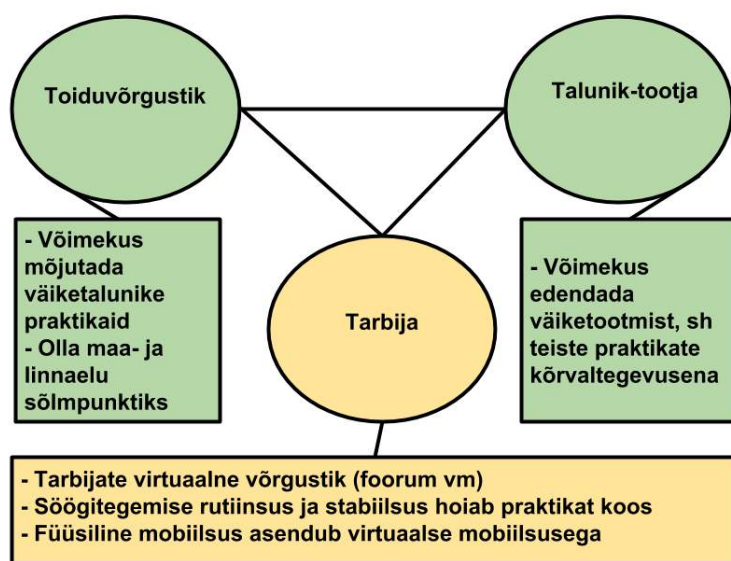 Toiduvõrgustik
Talunik-tootja
Tarbija
- Võimekus
mõjutada
väiketalunike
praktikaid
- Olla maa- ja
linnaelu
sõlmpunktiks
- Võimekus
edendada
väiketootmist, sh
teiste praktikate
kõrvaltegevusena
- Tarbijate virtuaalne võrgustik (foorum vm)
- Söögitegemise rutiinsus ja stabiilsus hoiab praktikat koos
- Füüsiline mobiilsus asendub virtuaalse mobiilsusega